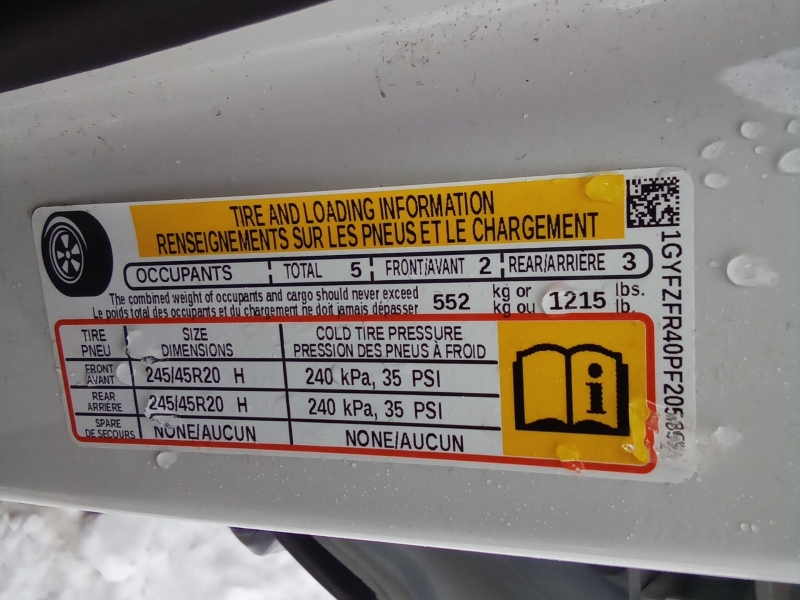 TIRE AND LOADING INFORMATION
RENSEIGNEMENTS SUR LES PNEUS ET LE CHARGEMENT
OCCUPANTS TOTAL 5 FRONT/AVANT 2 REAR/ARRIÈRE 3
The combined weight of occupants and cargo should never exceed 552 kg or 1215 lbs.
Le poids total des occupants et du chargement ne doit jamais dépasser kg ou lb.
TIRE PNEU SIZE DIMENSIONS COLD TIRE PRESSURE PRESSION DES PNEUS À FROID
FRONT AVANT 245/45R20 H 240 kPa, 35 PSI
REAR ARRIÈRE 245/45R20 H 240 kPa, 35 PSI
SPARE DE SECOURS NONE/AUCUN NONE/AUCUN